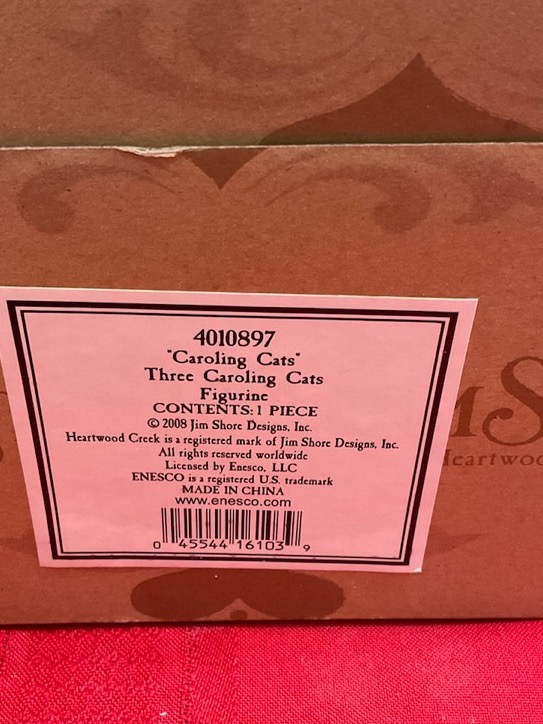 4010897
"Caroling Cats"
Three Caroling Cats
Figurine
CONTENTS: 1 PIECE
© 2008 Jim Shore Designs, Inc.
Heartwood Creek is a registered mark of Jim Shore Designs, Inc.
All rights reserved worldwide
Licensed by Enesco, LLC
ENESCO is a registered U.S. trademark
MADE IN CHINA
www.enesco.com
0 45544 16103 9